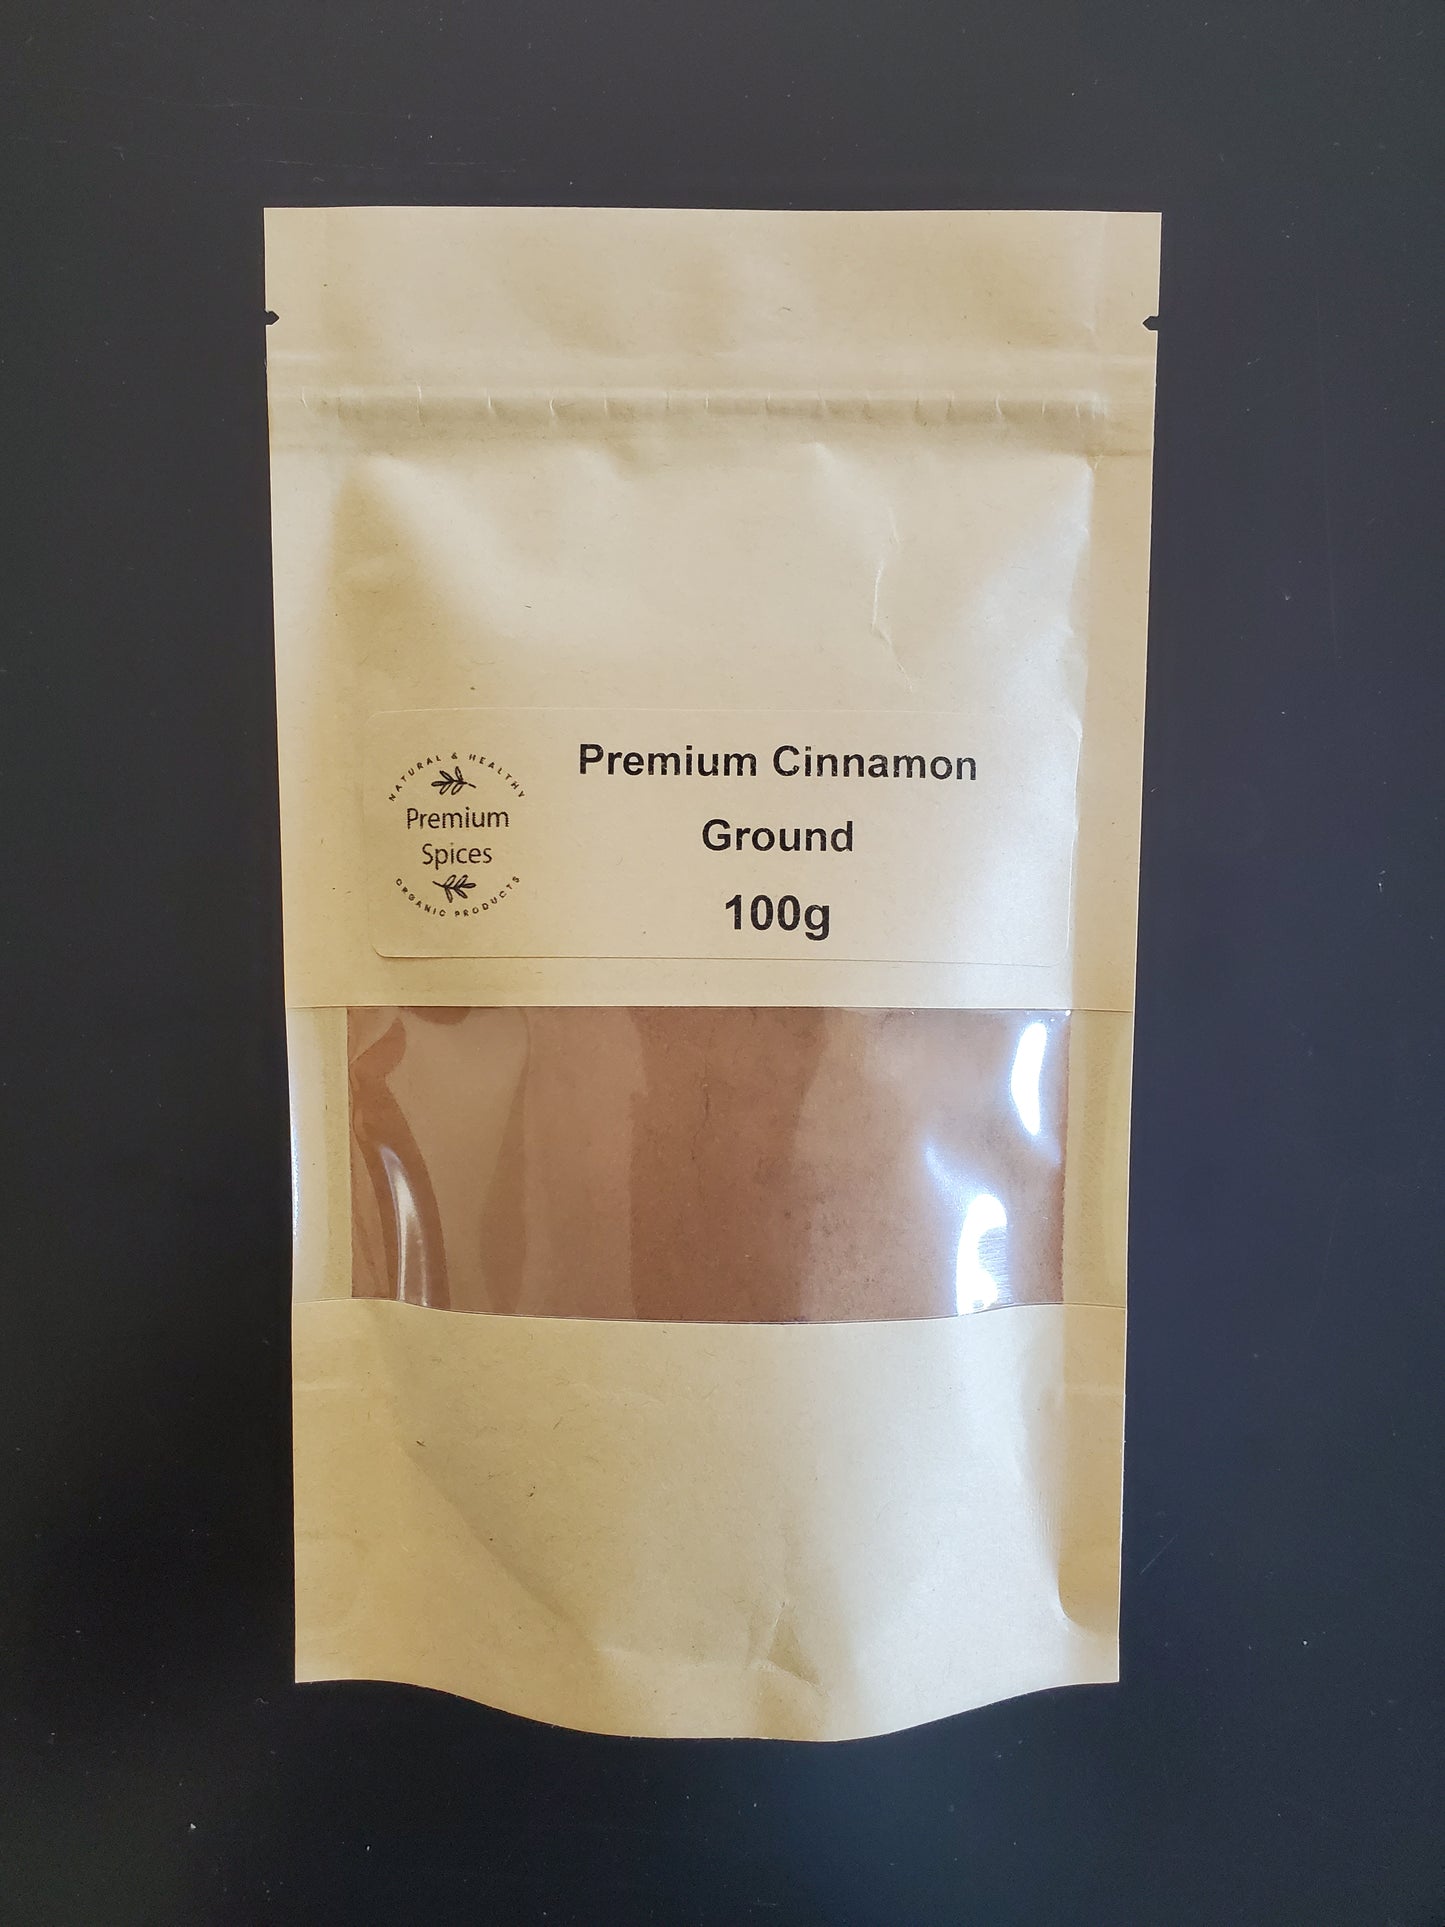 NATURAL & HEALTHY
Premium
Spices
ORGANIC PRODUCTS
Premium Cinnamon
Ground
100g